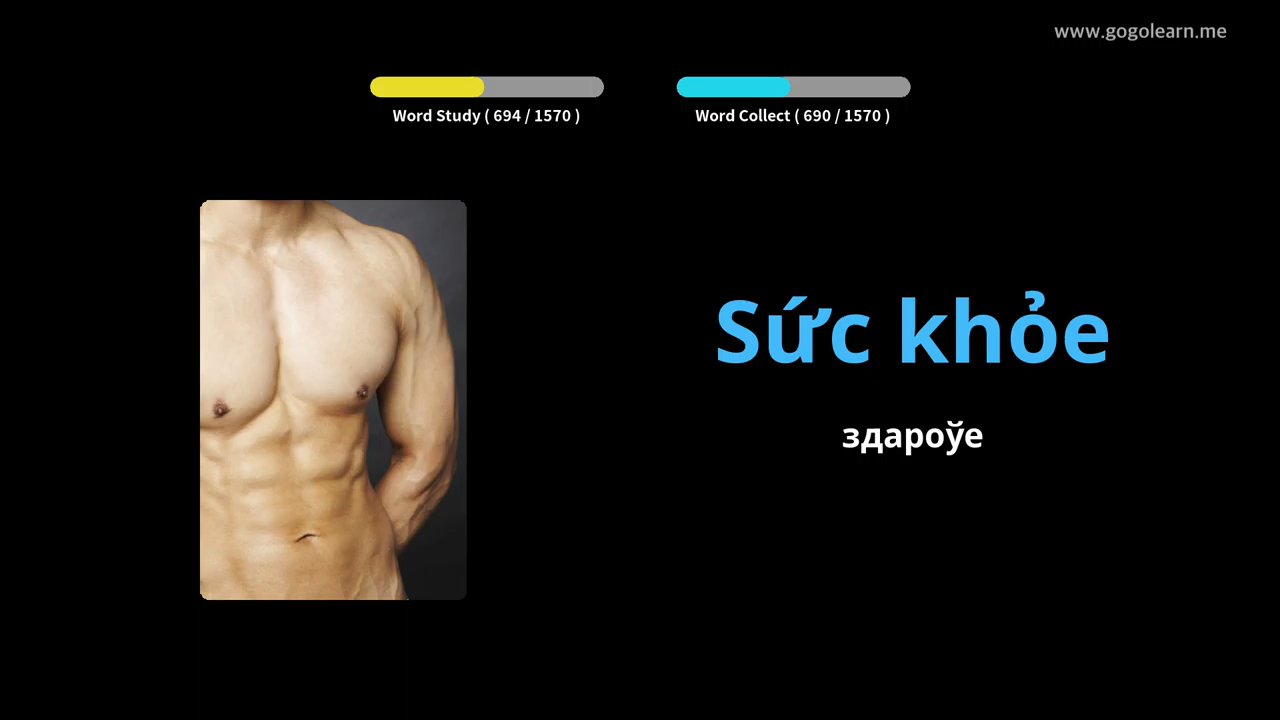 www.gogolearn.me
Word Study ( 694 / 1570 )
Word Collect ( 690 / 1570 )
Sức khỏe
здароўе